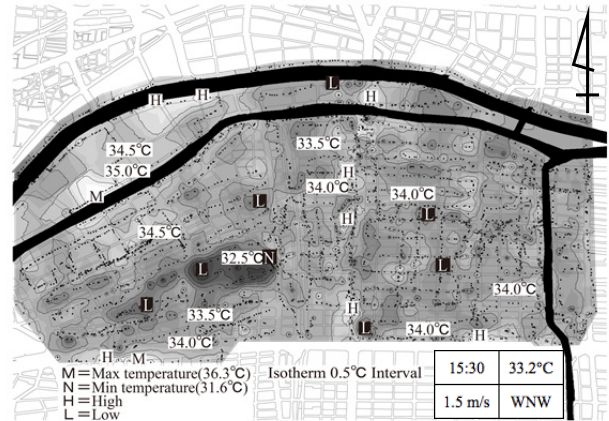 L
H H H
34.5℃ 33.5℃
35.0℃ H
M 34.0℃ 34.0℃
L
H L
34.5℃
32.5℃ N
L L
34.0℃
L
33.5℃ H
L
34.0℃ 34.0℃ H
H M
M=Max temperature(36.3℃) Isotherm 0.5℃ Interval
N=Min temperature(31.6℃)
H=High
L=Low
15:30 33.2°C
1.5 m/s WNW